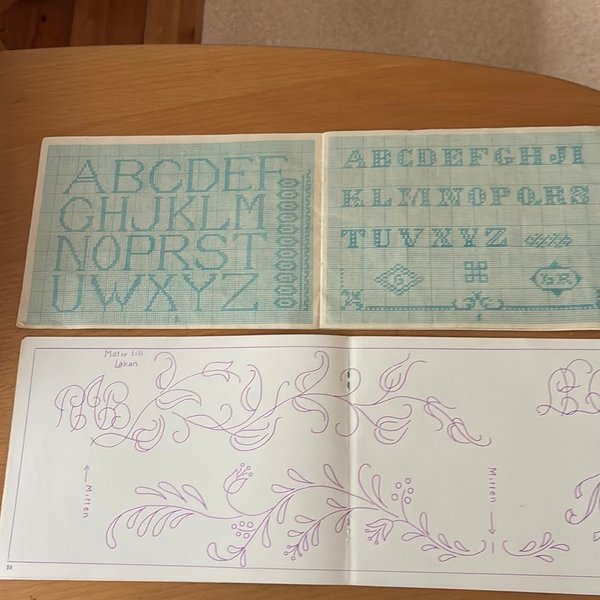 ABCDEF
GHJKLM
NOPRST
UWXYZ
ABCDEFGHJI
KLMNOPQRS
TUVXYZ
Motiv till
Lakan
Mitten
Mitten